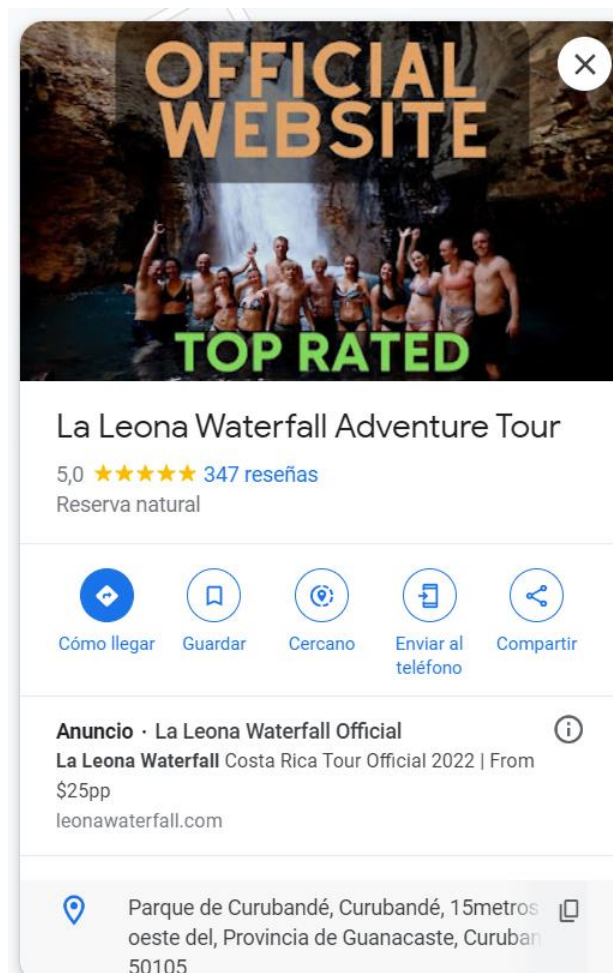 OFFICIAL
WEBSITE
TOP RATED
La Leona Waterfall Adventure Tour
5,0 347 reseñas
Reserva natural
Cómo llegar Guardar Cercano Enviar al Compartir
teléfono
Anuncio · La Leona Waterfall Official
La Leona Waterfall Costa Rica Tour Official 2022 | From
$25pp
leonawaterfall.com
Parque de Curubandé, Curubandé, 15metros
oeste del, Provincia de Guanacaste, Curuban
50105